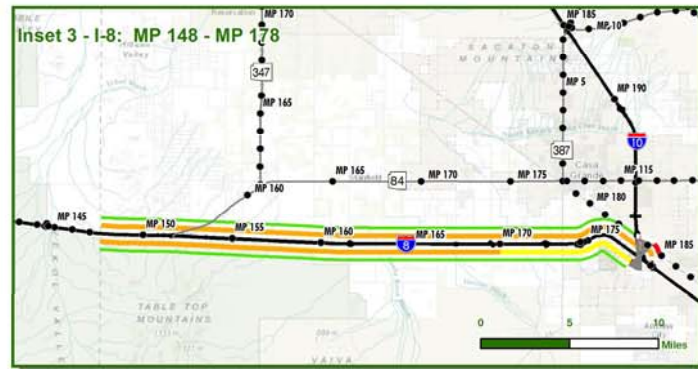 Inset 3 - I-8: MP 148 - MP 178
MP 170
MP 185
MP 10
SACATON
MOUNTAINS
347
MP 165
MP 5
MP 190
387
10
Casa
Grande
MP 165
84
MP 170
MP 175
MP 115
MP 160
MP 180
MP 145
MP 150
MP 155
MP 160
8
MP 165
MP 170
MP 175
MP 185
TABLE TOP
MOUNTAINS
VAIVA
0
5
10
Miles